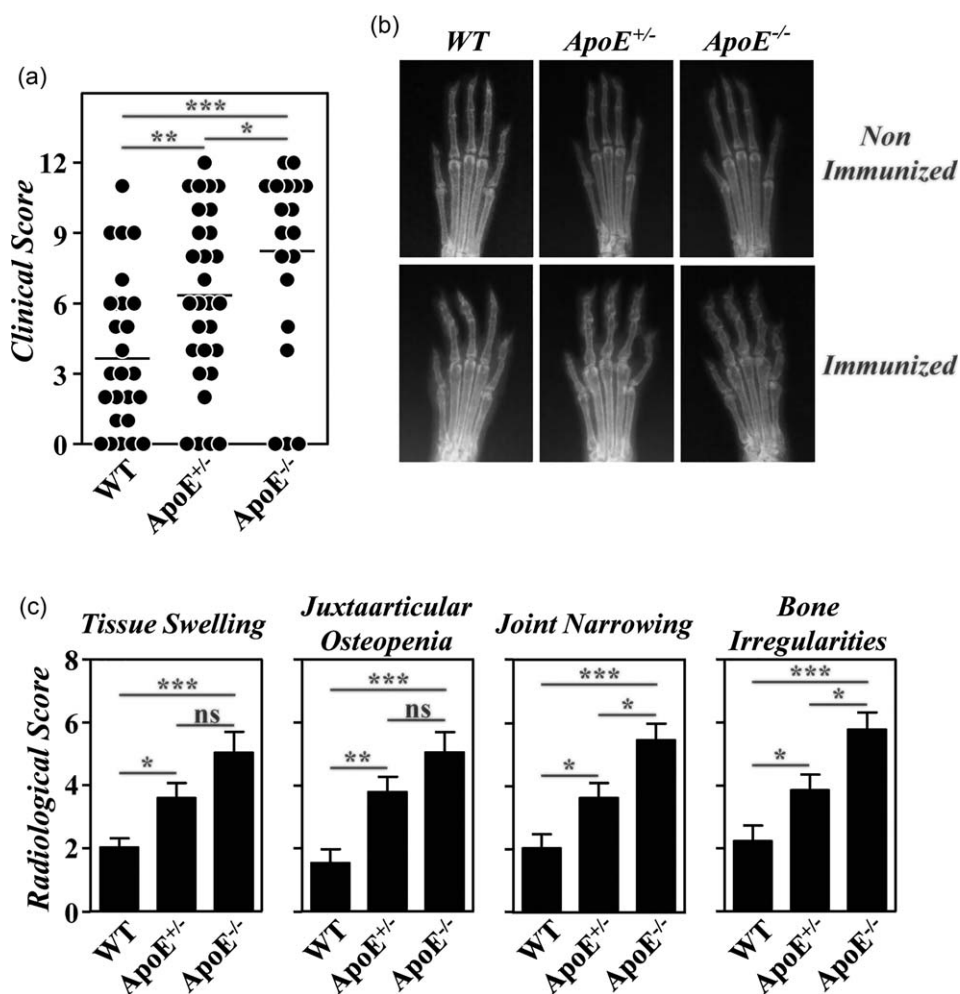 (a)
***
**
*
Clinical Score
12
9
6
3
0
WT
ApoE+/-
ApoE-/-
(b)
WT
ApoE+/-
ApoE-/-
Non
Immunized
Immunized
(c)
Tissue Swelling
Juxtaarticular
Osteopenia
Joint Narrowing
Bone
Irregularities
Radiological Score
8
6
4
2
0
***
ns
*
WT
ApoE+/-
ApoE-/-
***
ns
**
WT
ApoE+/-
ApoE-/-
***
*
*
WT
ApoE+/-
ApoE-/-
***
*
*
WT
ApoE+/-
ApoE-/-